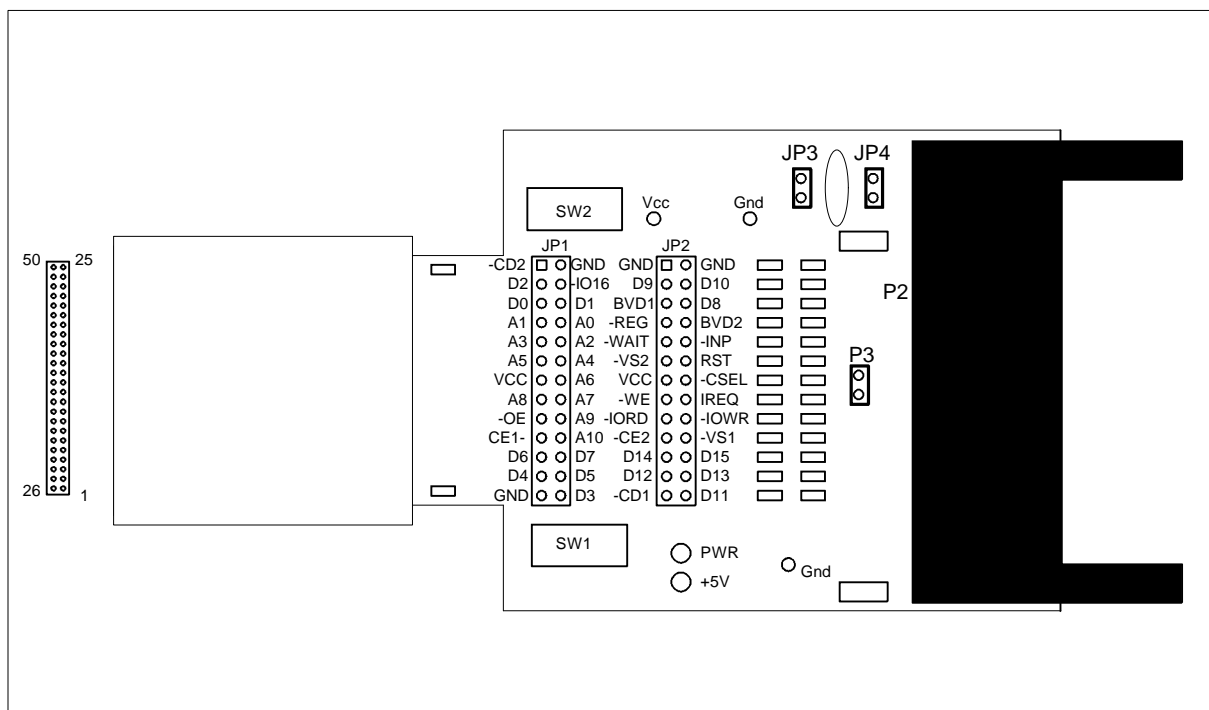 JP3 JP4
SW2 Vcc Gnd
JP1 JP2
50 25
-CD2 GND GND GND
D2 -IO16 D9 D10
D0 D1 BVD1 D8
P2
A1 A0 -REG BVD2
A3 A2 -WAIT -INP
A5 A4 -VS2 RST
P3
VCC A6 VCC -CSEL
A8 A7 -WE IREQ
-OE A9 -IORD -IOWR
CE1- A10 -CE2 -VS1
D6 D7 D14 D15
D4 D5 D12 D13
26 1
GND D3 -CD1 D11
SW1
PWR
Gnd
+5V